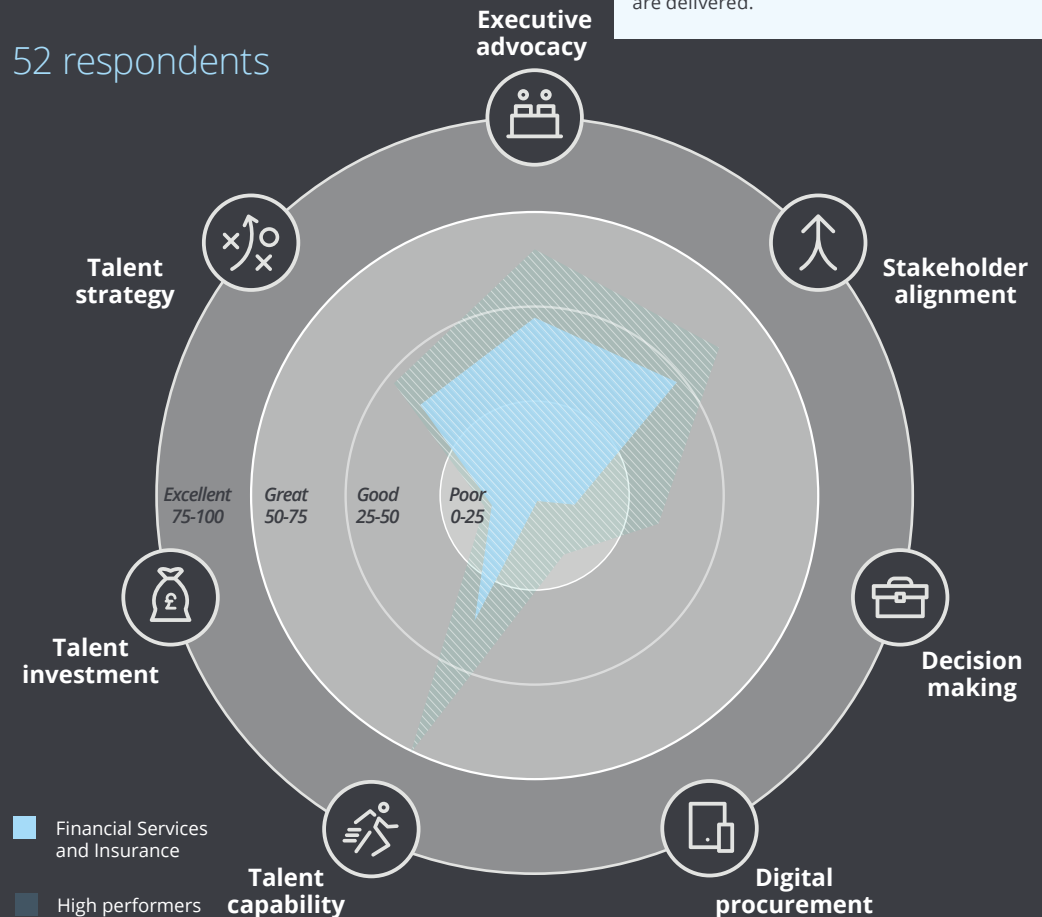 are delivered.
52 respondents
Executive
advocacy
Talent
strategy
Stakeholder
alignment
Excellent
75-100
Great
50-75
Good
25-50
Poor
0-25
£
Talent
investment
Decision
making
Financial Services
and Insurance
High performers
Talent
capability
Digital
procurement